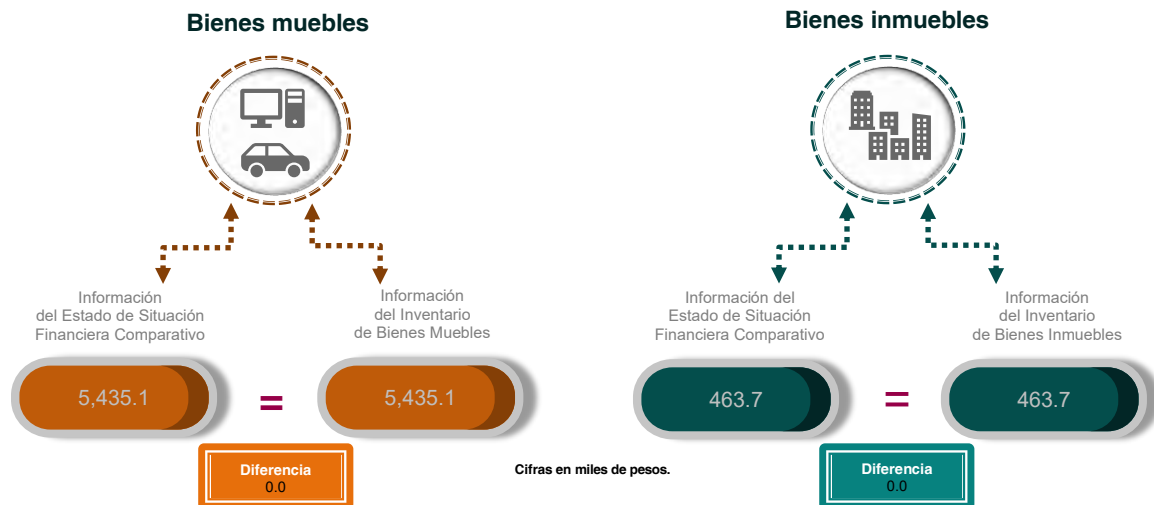 Bienes muebles
Información
del Estado de Situación
Financiera Comparativo
Información
del Inventario
de Bienes Muebles
5,435.1
=
5,435.1
Diferencia
0.0
Cifras en miles de pesos.
Bienes inmuebles
Información del
Estado de Situación
Financiera Comparativo
Información
del Inventario
de Bienes Inmuebles
463.7
=
463.7
Diferencia
0.0